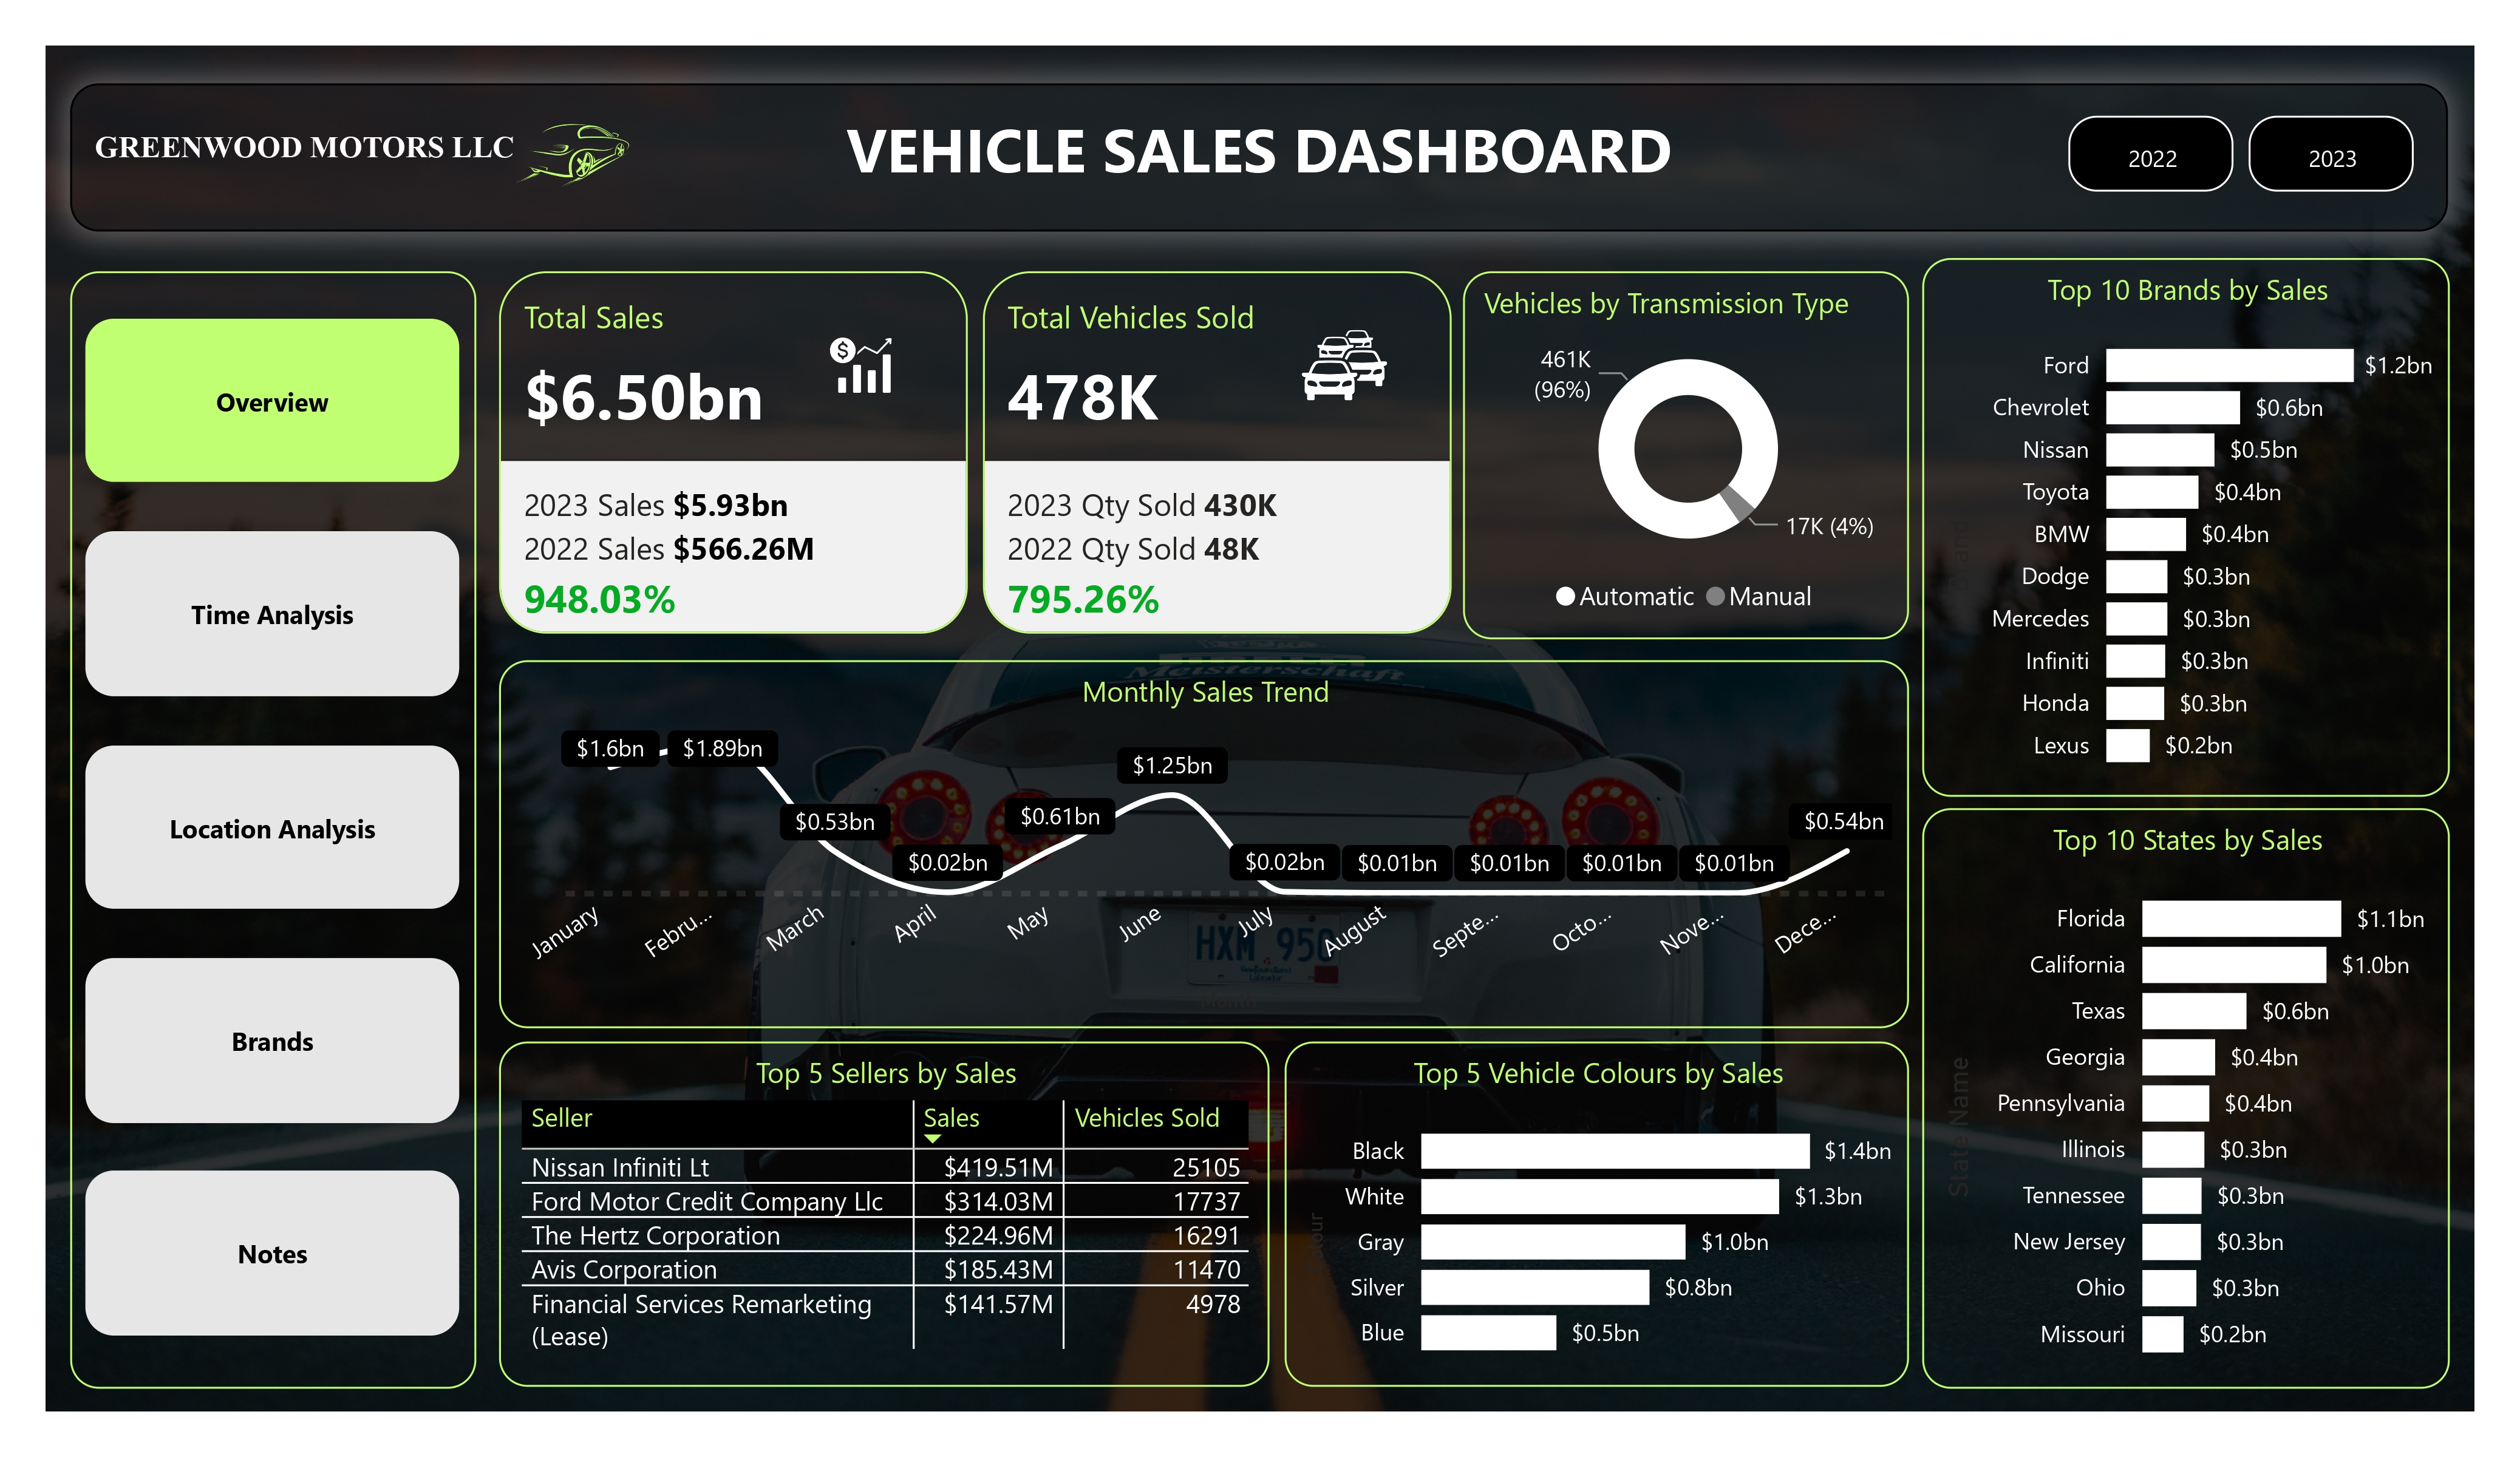 GREENWOOD MOTORS LLC
VEHICLE SALES DASHBOARD
2022
2023
Overview
Time Analysis
Location Analysis
Brands
Notes
Total Sales
$6.50bn
2023 Sales $5.93bn
2022 Sales $566.26M
948.03%
Total Vehicles Sold
478K
2023 Qty Sold 430K
2022 Qty Sold 48K
795.26%
Vehicles by Transmission Type
461K
(96%)
17K (4%)
Automatic Manual
Top 10 Brands by Sales
Ford $1.2bn
Chevrolet $0.6bn
Nissan $0.5bn
Toyota $0.4bn
BMW $0.4bn
Dodge $0.3bn
Mercedes $0.3bn
Infiniti $0.3bn
Honda $0.3bn
Lexus $0.2bn
Monthly Sales Trend
Meisterschaft
$1.6bn $1.89bn $0.53bn $0.02bn $0.61bn $1.25bn $0.02bn $0.01bn $0.01bn $0.01bn $0.01bn $0.54bn
January Febru... March April May June July August Septe... Octo... Nove... Dece...
HXM 950
Top 5 Sellers by Sales
Seller Sales Vehicles Sold
Nissan Infiniti Lt $419.51M 25105
Ford Motor Credit Company Llc $314.03M 17737
The Hertz Corporation $224.96M 16291
Avis Corporation $185.43M 11470
Financial Services Remarketing $141.57M 4978
(Lease)
Top 5 Vehicle Colours by Sales
Black $1.4bn
White $1.3bn
Gray $1.0bn
Silver $0.8bn
Blue $0.5bn
Top 10 States by Sales
State Name
Florida $1.1bn
California $1.0bn
Texas $0.6bn
Georgia $0.4bn
Pennsylvania $0.4bn
Illinois $0.3bn
Tennessee $0.3bn
New Jersey $0.3bn
Ohio $0.3bn
Missouri $0.2bn